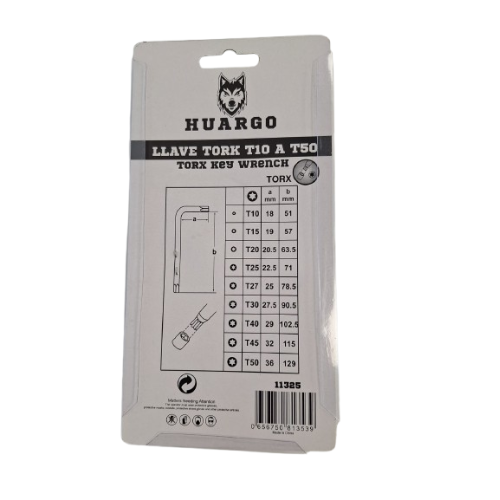 HUARGO
LLAVE TORK T10 A T50
TORX KEY WRENCH
TORX
a mm b mm
a
b
T10 18 51
T15 19 57
T20 20.5 63.5
T25 22.5 71
T27 25 78.5
T30 27.5 90.5
T40 29 102.5
T45 32 115
T50 36 129
11325